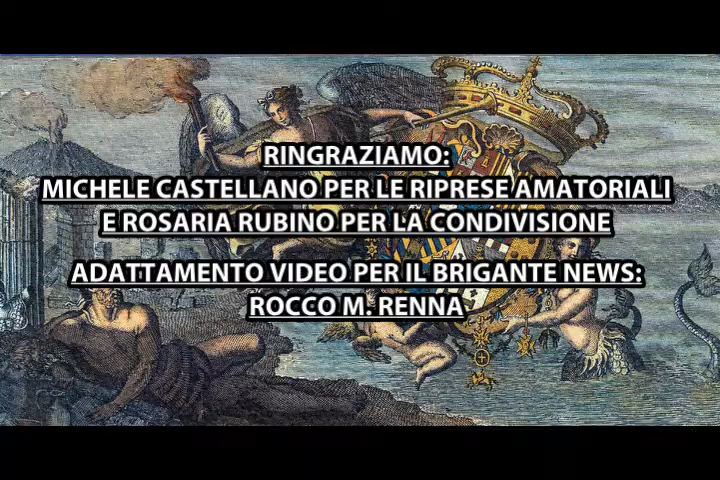 RINGRAZIAMO:
MICHELE CASTELLANO PER LE RIPRESE AMATORIALI
E ROSARIA RUBINO PER LA CONDIVISIONE
ADATTAMENTO VIDEO PER IL BRIGANTE NEWS:
ROCCO M. RENNA